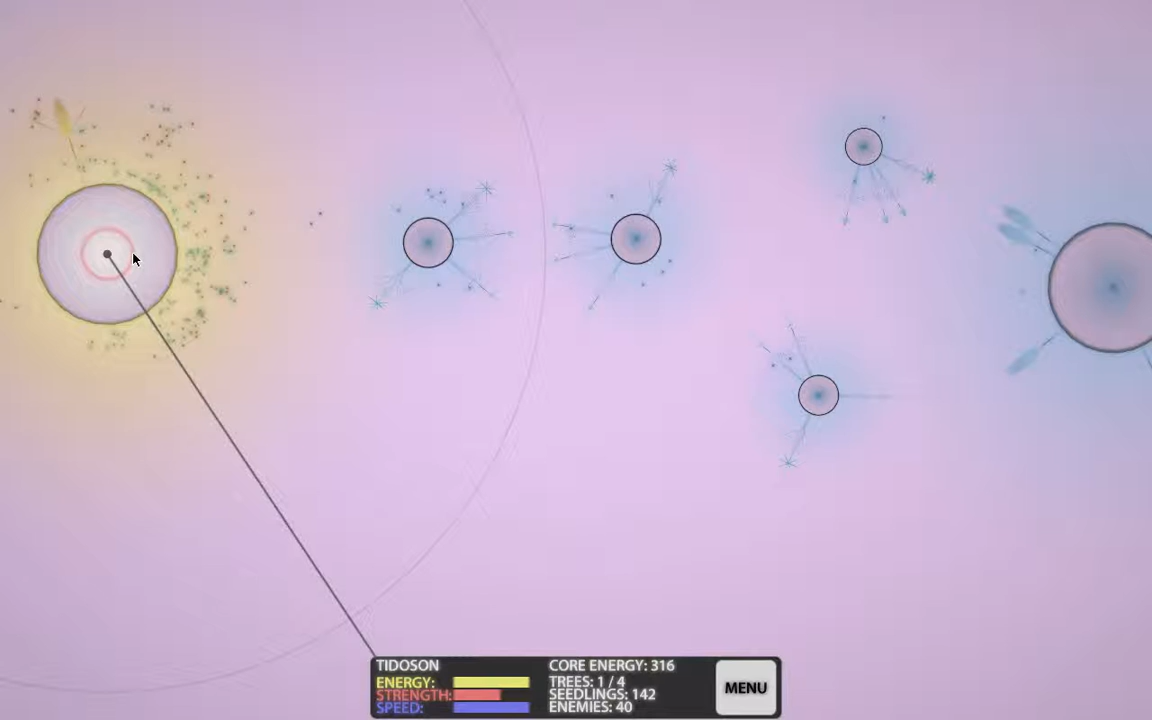 TIDOSON
ENERGY:
STRENGTH:
SPEED:
CORE ENERGY: 316
TREES: 1 / 4
SEEDLINGS: 142
ENEMIES: 40
MENU